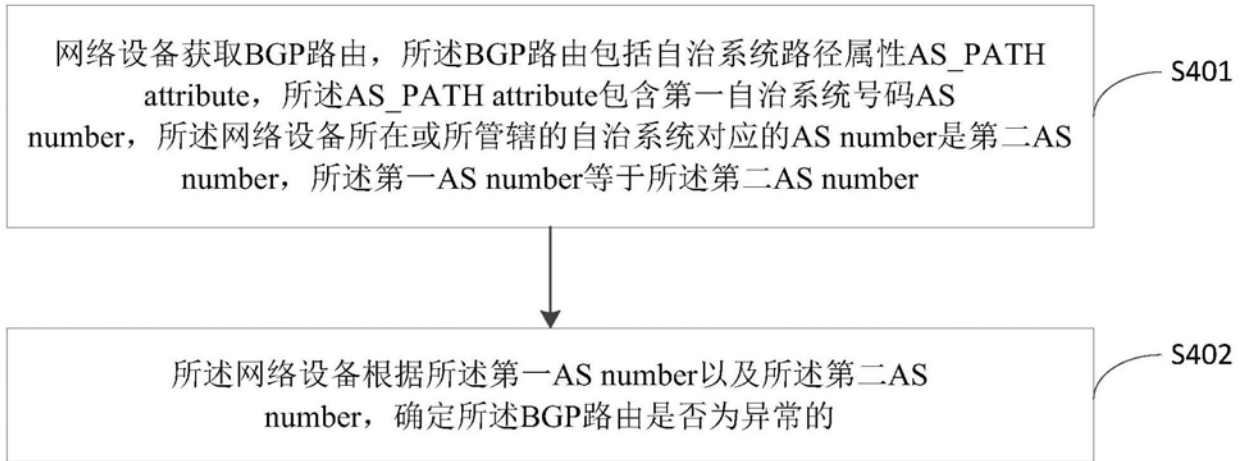 网络设备获取BGP路由，所述BGP路由包括自治系统路径属性AS_PATH
attribute，所述AS_PATH attribute包含第一自治系统号码AS
number，所述网络设备所在或所管辖的自治系统对应的AS number是第二AS
number，所述第一AS number等于所述第二AS number
S401
所述网络设备根据所述第一AS number以及所述第二AS
number，确定所述BGP路由是否为异常的
S402